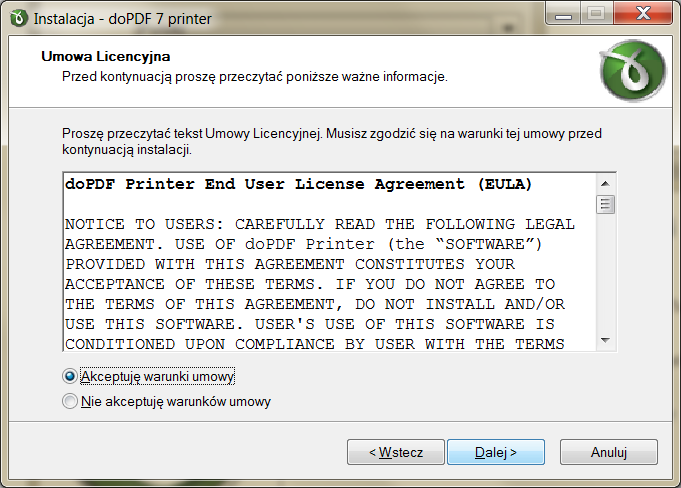 Instalacja - doPDF 7 printer
Umowa Licencyjna
Przed kontynuacją proszę przeczytać poniższe ważne informacje.
Proszę przeczytać tekst Umowy Licencyjnej. Musisz zgodzić się na warunki tej umowy przed
kontynuacją instalacji.
doPDF Printer End User License Agreement (EULA)
NOTICE TO USERS: CAREFULLY READ THE FOLLOWING LEGAL
AGREEMENT. USE OF doPDF Printer (the “SOFTWARE”)
PROVIDED WITH THIS AGREEMENT CONSTITUTES YOUR
ACCEPTANCE OF THESE TERMS. IF YOU DO NOT AGREE TO
THE TERMS OF THIS AGREEMENT, DO NOT INSTALL AND/OR
USE THIS SOFTWARE. USER'S USE OF THIS SOFTWARE IS
CONDITIONED UPON COMPLIANCE BY USER WITH THE TERMS
Akceptuję warunki umowy
Nie akceptuję warunków umowy
< Wstecz
Dalej >
Anuluj